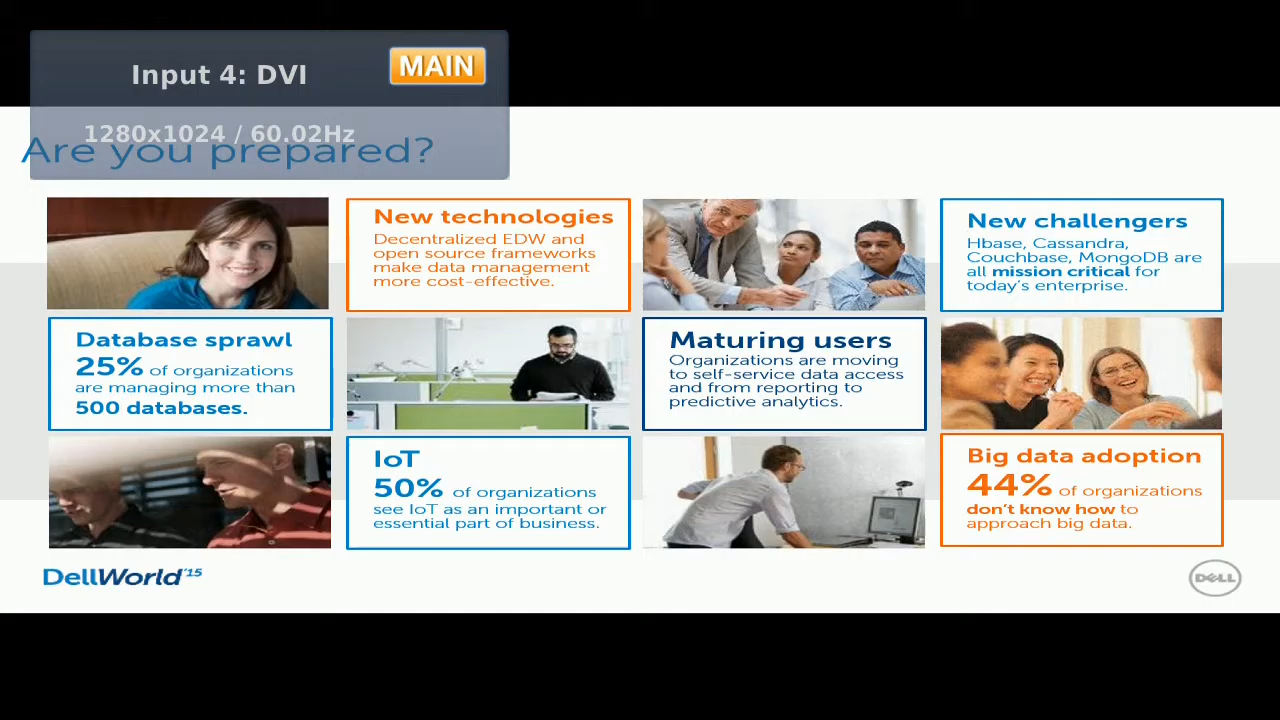 Input 4: DVI
MAIN
1280x1024 / 60.02Hz
Are you prepared?
New technologies
Decentralized EDW and
open source frameworks
make data management
more cost-effective.
New challengers
Hbase, Cassandra,
Couchbase, MongoDB are
all mission critical for
today's enterprise.
Database sprawl
25% of organizations
are managing more than
500 databases.
Maturing users
Organizations are moving
to self-service data access
and from reporting to
predictive analytics.
IoT
50% of organizations
see IoT as an important or
essential part of business.
Big data adoption
44% of organizations
don't know how to
approach big data.
DellWorld'15
DELL